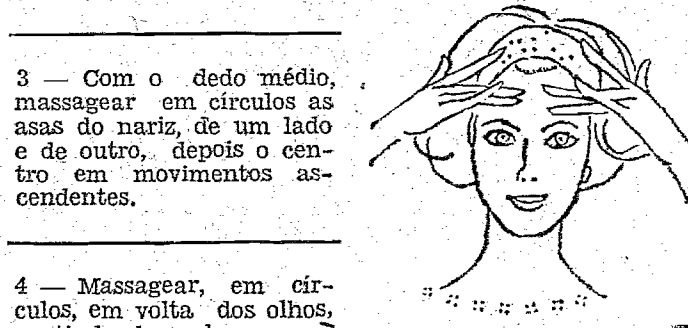 3 — Com o dedo médio,
massagear em círculos as
asas do nariz, de um lado
e de outro, depois o cen-
tro em movimentos as-
cendentes.
4 — Massagear, em cír-
culos, em volta dos olhos,